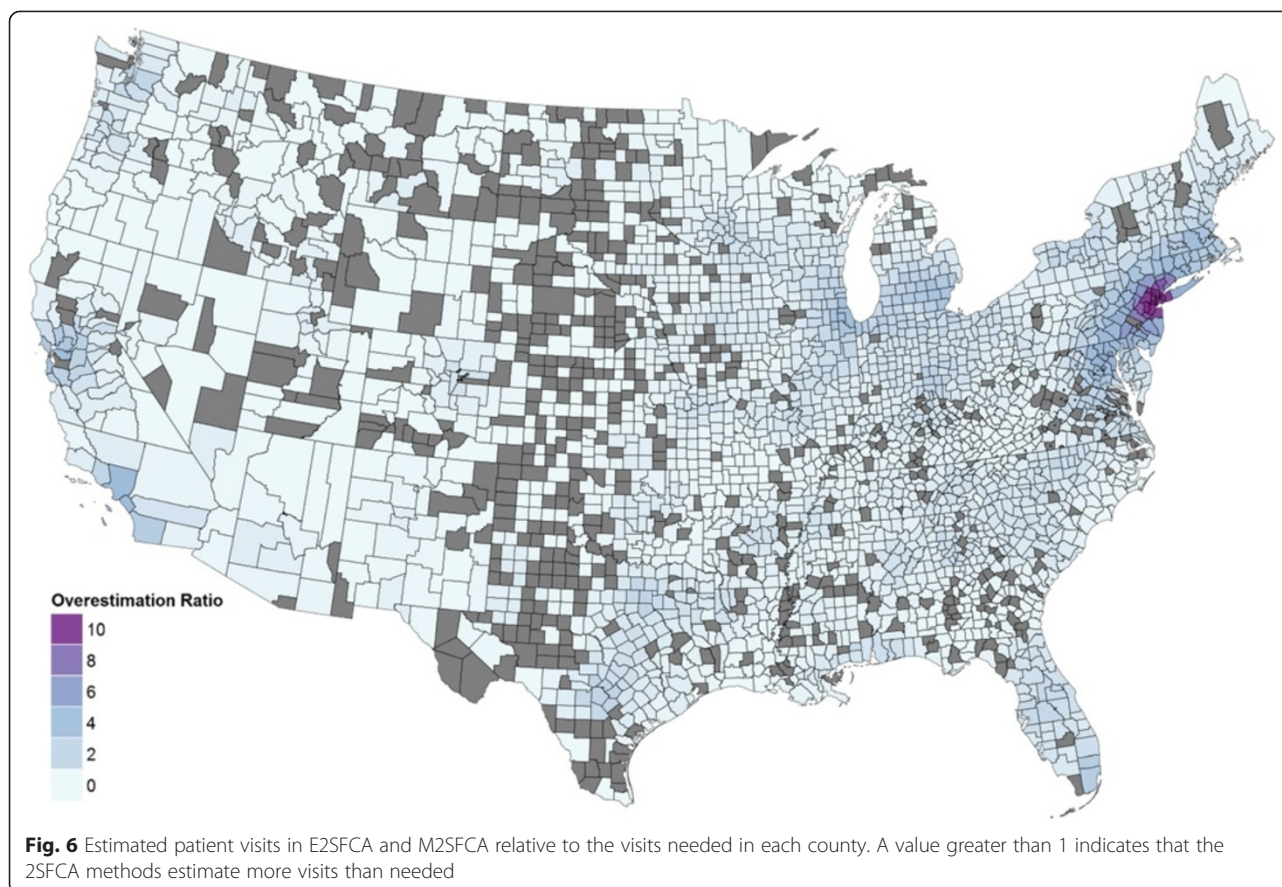 Overestimation Ratio
10
8
6
4
2
0
Fig. 6 Estimated patient visits in E2SFCA and M2SFCA relative to the visits needed in each county. A value greater than 1 indicates that the
2SFCA methods estimate more visits than needed